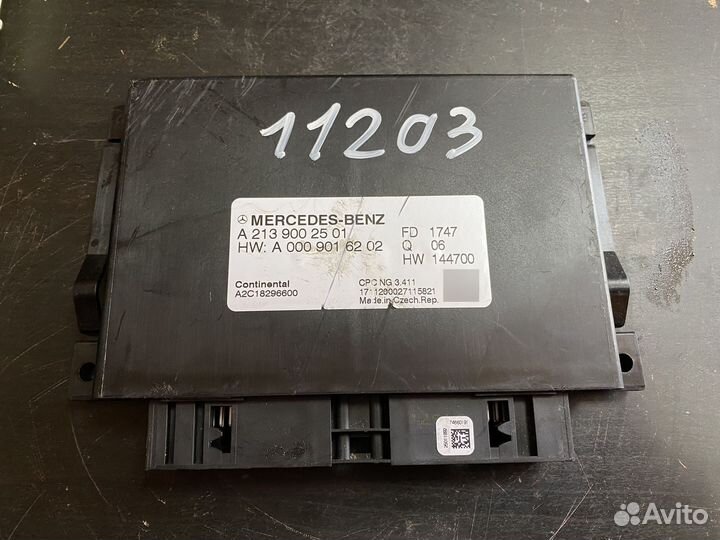 11203
MERCEDES-BENZ
A 213 900 25 01 FD 1747
HW: A 000 901 62 02 Q 06
HW 144700
Continental CPC NG 3.411
A2C18296600 1711200027115821
Made in Czech.Rep.
Avito